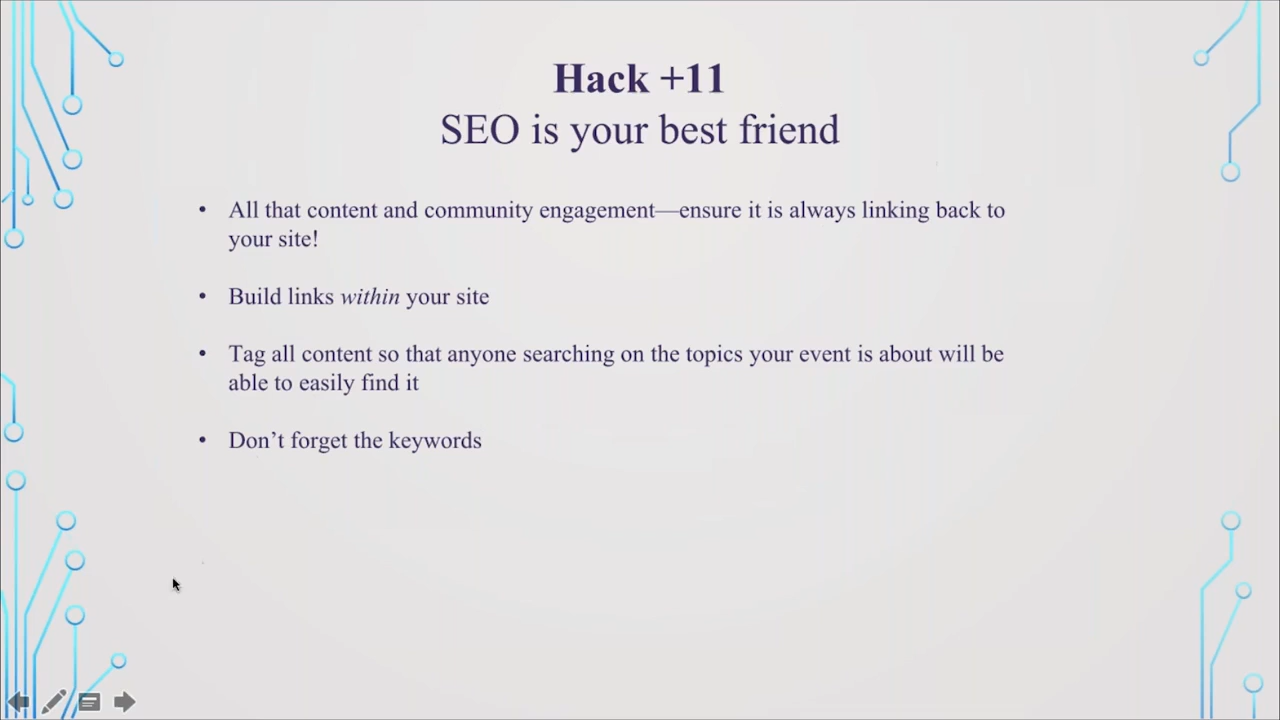 Hack +11
SEO is your best friend
• All that content and community engagement—ensure it is always linking back to
your site!
• Build links within your site
• Tag all content so that anyone searching on the topics your event is about will be
able to easily find it
• Don’t forget the keywords